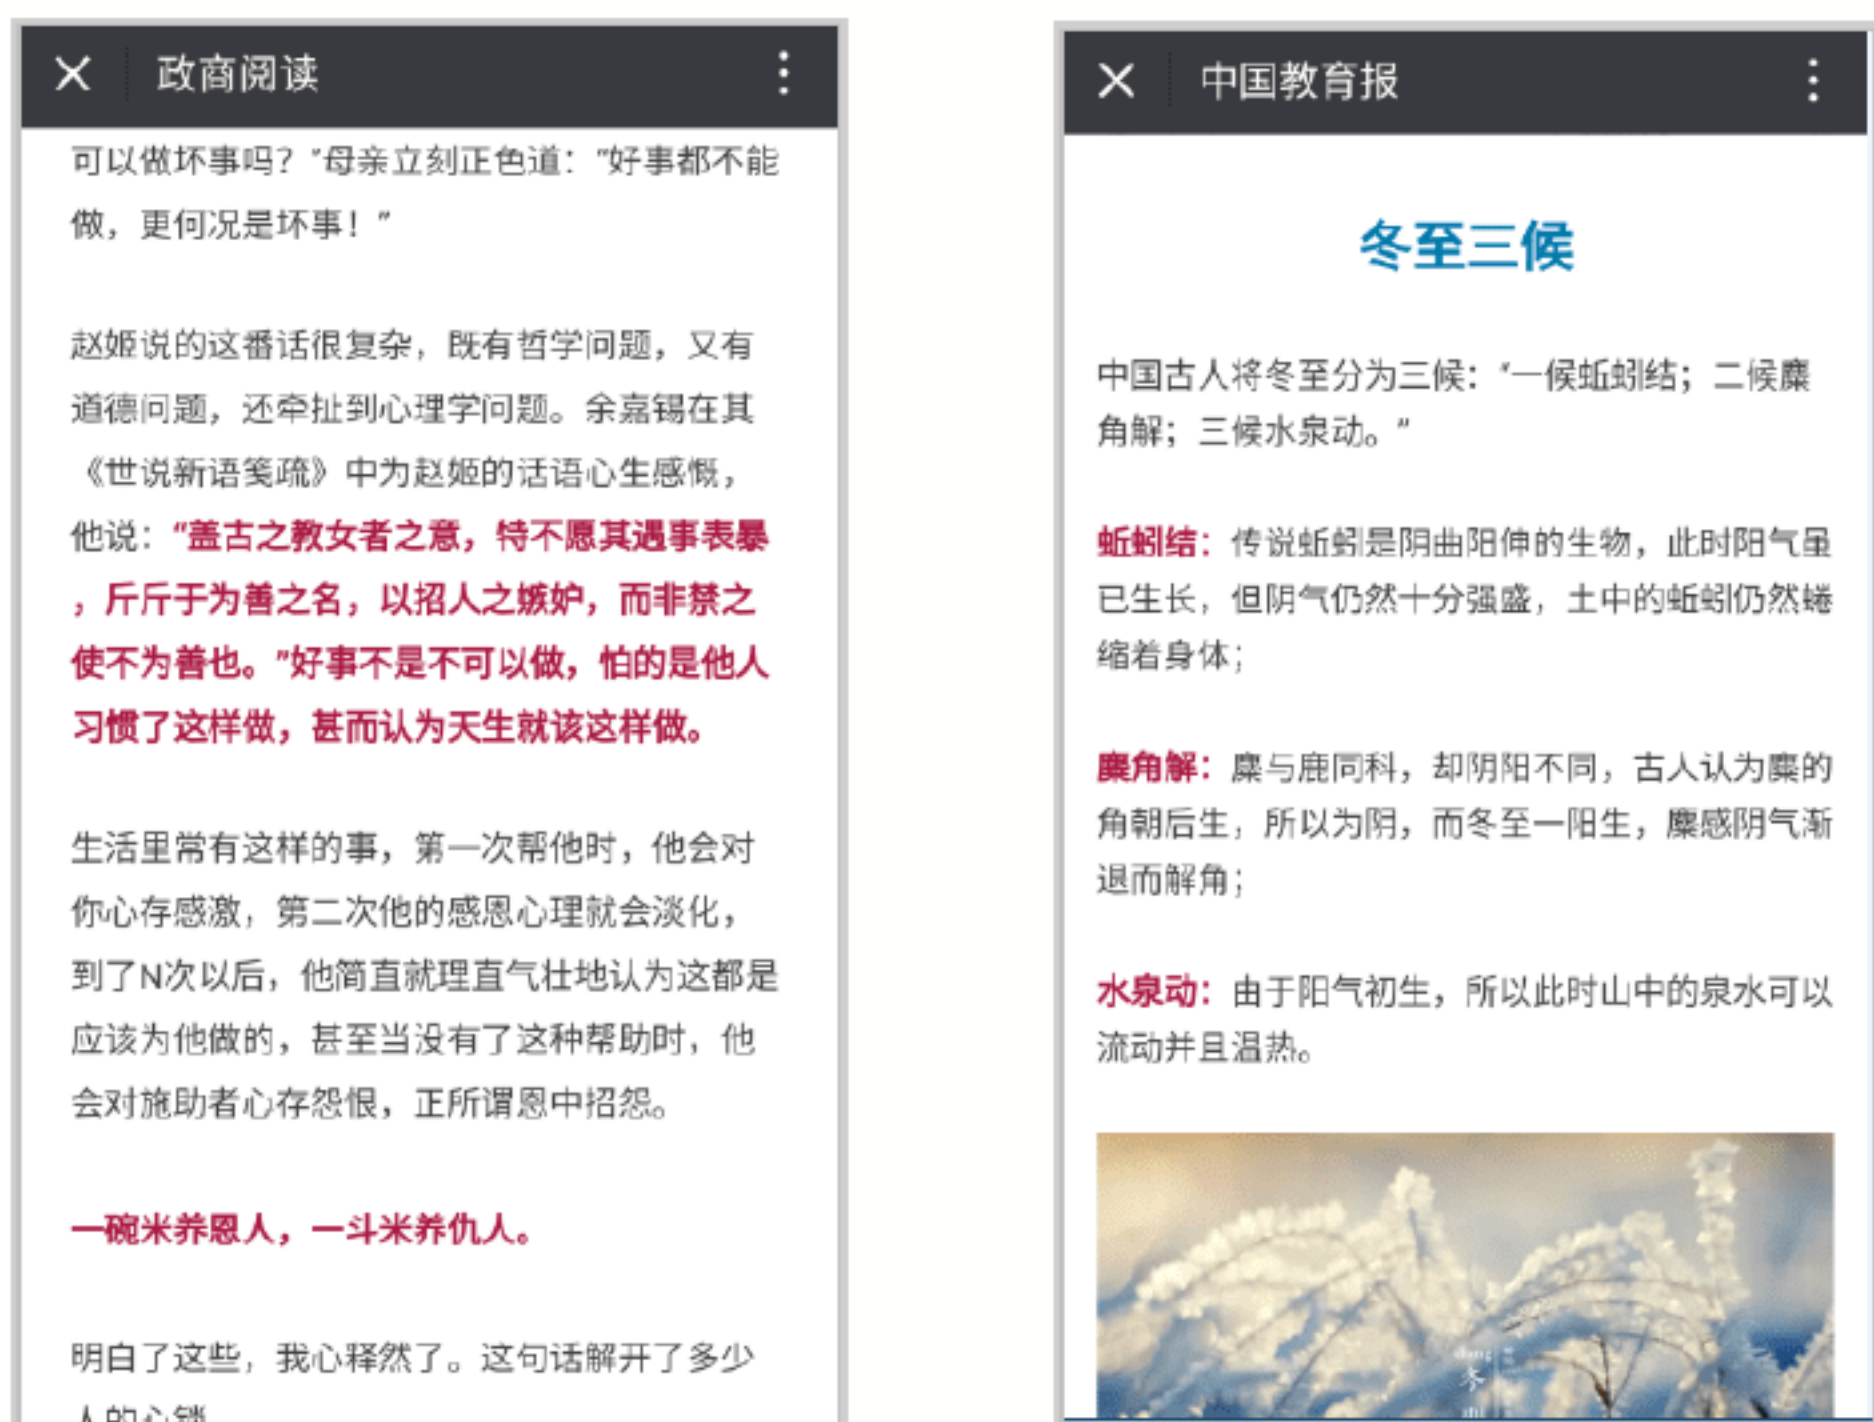 政商阅读
可以做坏事吗？”母亲立刻正色道：“好事都不能
做，更何况是坏事！”
赵姬说的这番话很复杂，既有哲学问题，又有
道德问题，还牵扯到心理学问题。余嘉锡在其
《世说新语笺疏》中为赵姬的话语心生感慨，
他说：“盖古之教女者之意，特不愿其遇事表暴
，斤斤于为善之名，以招人之嫉妒，而非禁之
使不为善也。”好事不是不可以做，怕的是他人
习惯了这样做，甚而认为天生就该这样做。
生活里常有这样的事，第一次帮他时，他会对
你心存感激，第二次他的感恩心理就会淡化，
到了N次以后，他简直就理直气壮地认为这都是
应该为他做的，甚至当没有了这种帮助时，他
会对施助者心存怨恨，正所谓恩中招怨。
一碗米养恩人，一斗米养仇人。
明白了这些，我心释然了。这句话解开了多少
人的心锁
中国教育报
冬至三候
中国古人将冬至分为三候：“一候蚯蚓结；二候麋
角解；三候水泉动。”
蚯蚓结：传说蚯蚓是阴曲阳伸的生物，此时阳气虽
已生长，但阴气仍然十分强盛，土中的蚯蚓仍然蜷
缩着身体；
麋角解：麋与鹿同科，却阴阳不同，古人认为麋的
角朝后生，所以为阴，而冬至一阳生，麋感阴气渐
退而解角；
水泉动：由于阳气初生，所以此时山中的泉水可以
流动并且温热。
冬